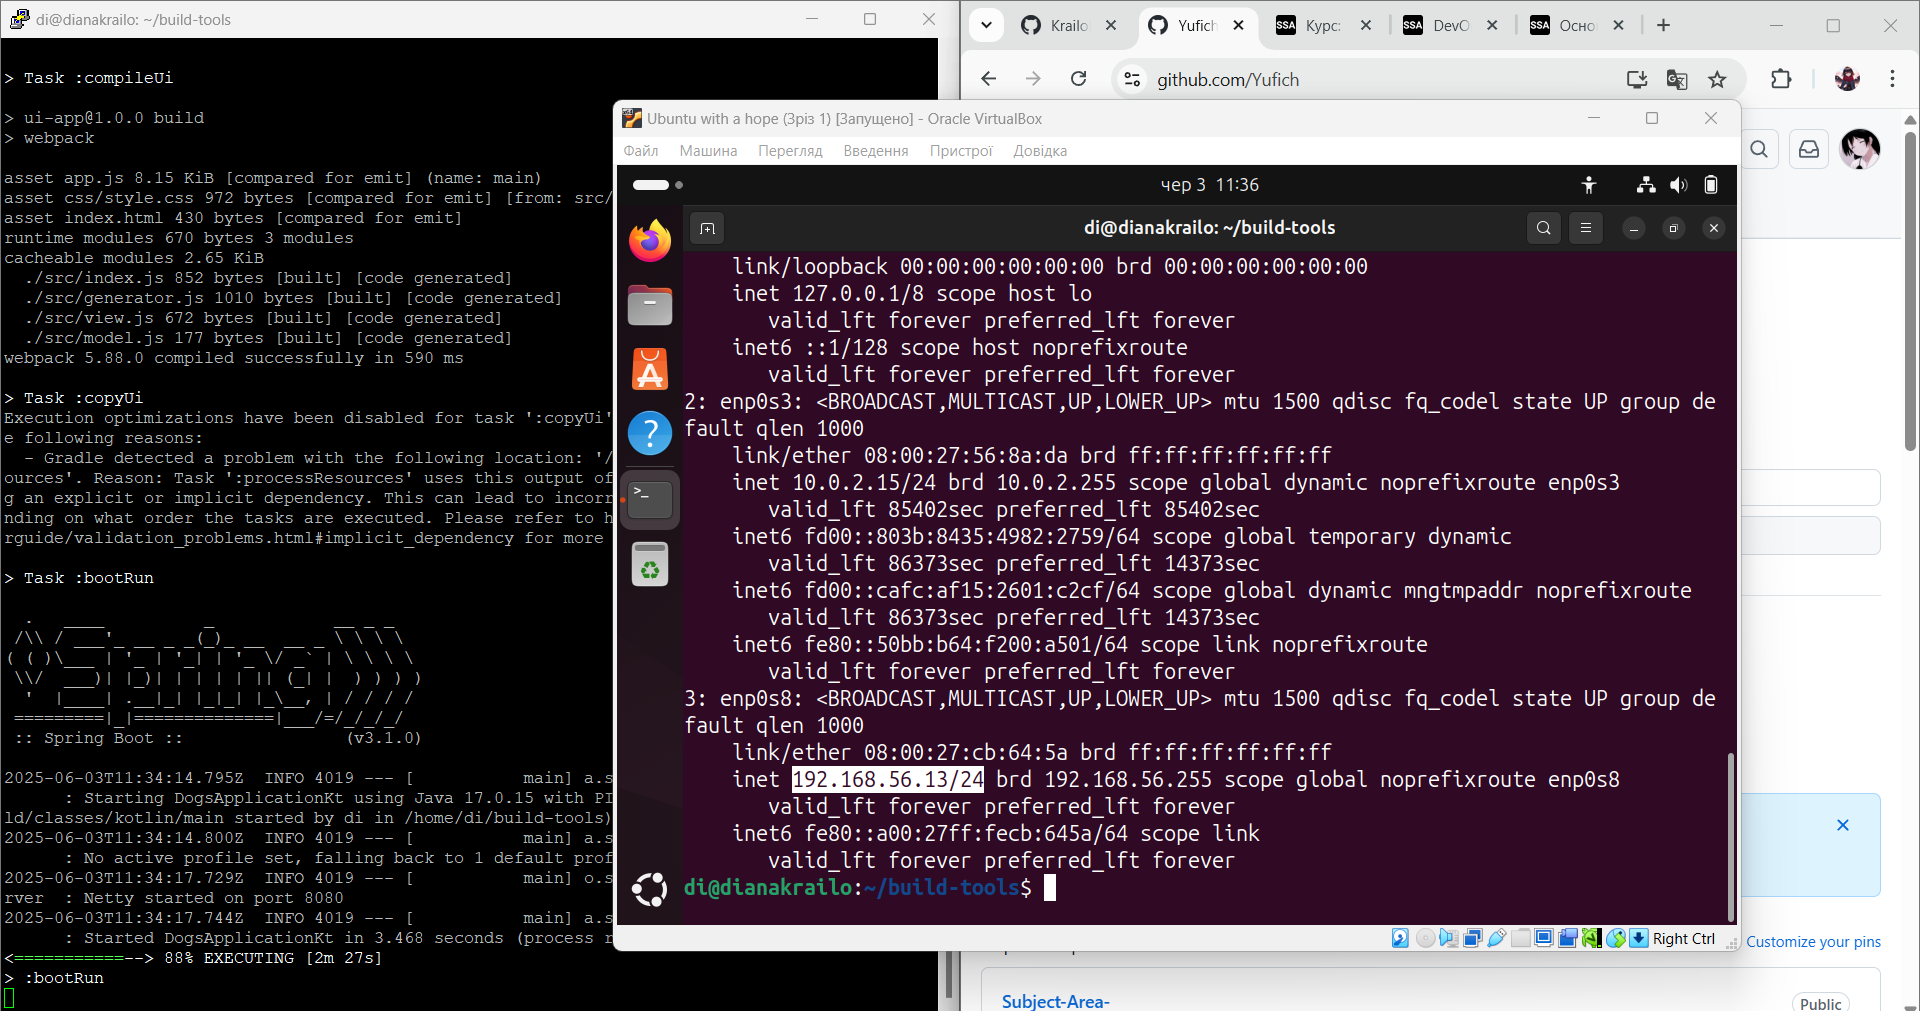 di@dianakrailo: ~/build-tools
> Task :compileUi
> ui-app@1.0.0 build
> webpack
asset app.js 8.15 KiB [compared for emit] (name: main)
asset css/style.css 972 bytes [compared for emit] [from: src/
asset index.html 430 bytes [compared for emit]
runtime modules 670 bytes 3 modules
cacheable modules 2.65 KiB
./src/index.js 852 bytes [built] [code generated]
./src/generator.js 1010 bytes [built] [code generated]
./src/view.js 672 bytes [built] [code generated]
./src/model.js 177 bytes [built] [code generated]
webpack 5.88.0 compiled successfully in 590 ms
> Task :copyUi
Execution optimizations have been disabled for task ':copyUi'
e following reasons:
- Gradle detected a problem with the following location: '/
ources'. Reason: Task ':processResources' uses this output of
g an explicit or implicit dependency. This can lead to incorr
nding on what order the tasks are executed. Please refer to h
rguide/validation_problems.html#implicit_dependency for more
> Task :bootRun
Spring
:: Spring Boot :: (v3.1.0)
2025-06-03T11:34:14.795Z INFO 4019 --- [ main] a.s
: Starting DogsApplicationKt using Java 17.0.15 with PI
ld/classes/kotlin/main started by di in /home/di/build-tools)
2025-06-03T11:34:14.800Z INFO 4019 --- [ main] a.s
: No active profile set, falling back to 1 default prof
2025-06-03T11:34:17.729Z INFO 4019 --- [ main] o.s
rver : Netty started on port 8080
2025-06-03T11:34:17.744Z INFO 4019 --- [ main] a.s
: Started DogsApplicationKt in 3.468 seconds (process r
<===========--> 88% EXECUTING [2m 27s]
> :bootRun
Krailo
Yufich
SSA Курс:
SSA DevO
SSA Осно
github.com/Yufich
Ubuntu with a hope (Зріз 1) [Запущено] - Oracle VirtualBox
Файл Машина Перегляд Введення Пристрої Довідка
чер 3 11:36
di@dianakrailo: ~/build-tools
link/loopback 00:00:00:00:00:00 brd 00:00:00:00:00:00
inet 127.0.0.1/8 scope host lo
valid_lft forever preferred_lft forever
inet6 ::1/128 scope host noprefixroute
valid_lft forever preferred_lft forever
2: enp0s3: <BROADCAST,MULTICAST,UP,LOWER_UP> mtu 1500 qdisc fq_codel state UP group de
fault qlen 1000
link/ether 08:00:27:56:8a:da brd ff:ff:ff:ff:ff:ff
inet 10.0.2.15/24 brd 10.0.2.255 scope global dynamic noprefixroute enp0s3
valid_lft 85402sec preferred_lft 85402sec
inet6 fd00::803b:8435:4982:2759/64 scope global temporary dynamic
valid_lft 86373sec preferred_lft 14373sec
inet6 fd00::cafc:af15:2601:c2cf/64 scope global dynamic mngtmpaddr noprefixroute
valid_lft 86373sec preferred_lft 14373sec
inet6 fe80::50bb:b64:f200:a501/64 scope link noprefixroute
valid_lft forever preferred_lft forever
3: enp0s8: <BROADCAST,MULTICAST,UP,LOWER_UP> mtu 1500 qdisc fq_codel state UP group de
fault qlen 1000
link/ether 08:00:27:cb:64:5a brd ff:ff:ff:ff:ff:ff
inet 192.168.56.13/24 brd 192.168.56.255 scope global noprefixroute enp0s8
valid_lft forever preferred_lft forever
inet6 fe80::a00:27ff:fecb:645a/64 scope link
valid_lft forever preferred_lft forever
di@dianakrailo:~/build-tools$
Right Ctrl
Customize your pins
Subject-Area-
Public